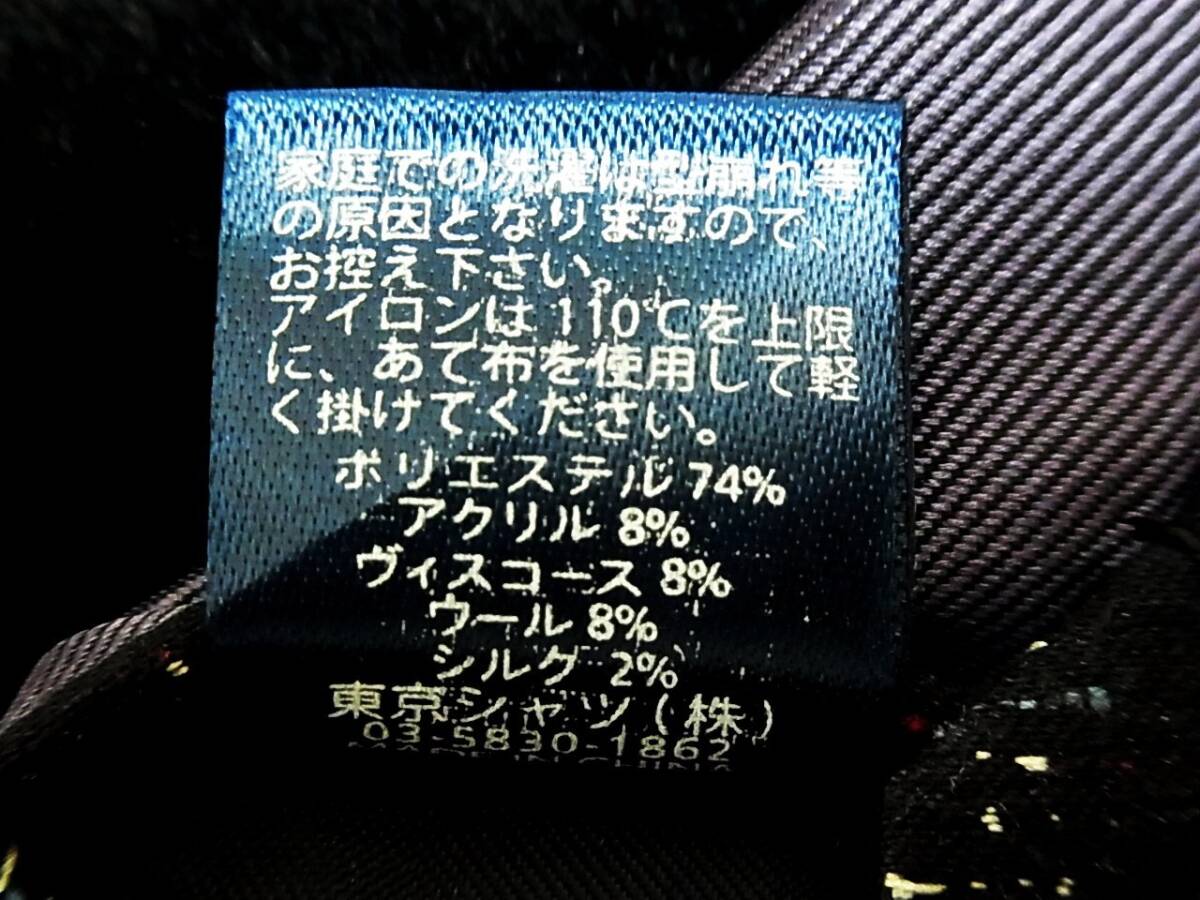 家庭での洗濯は型崩れ等
の原因となりますので、
お控え下さい。
アイロンは110℃を上限
に、あて布を使用して軽
く掛けてください。
ポリエステル 74%
アクリル 8%
ヴィスコース 8%
ウール 8%
シルク 2%
東京シャツ(株)
03-5830-1862
MADE IN CHINA